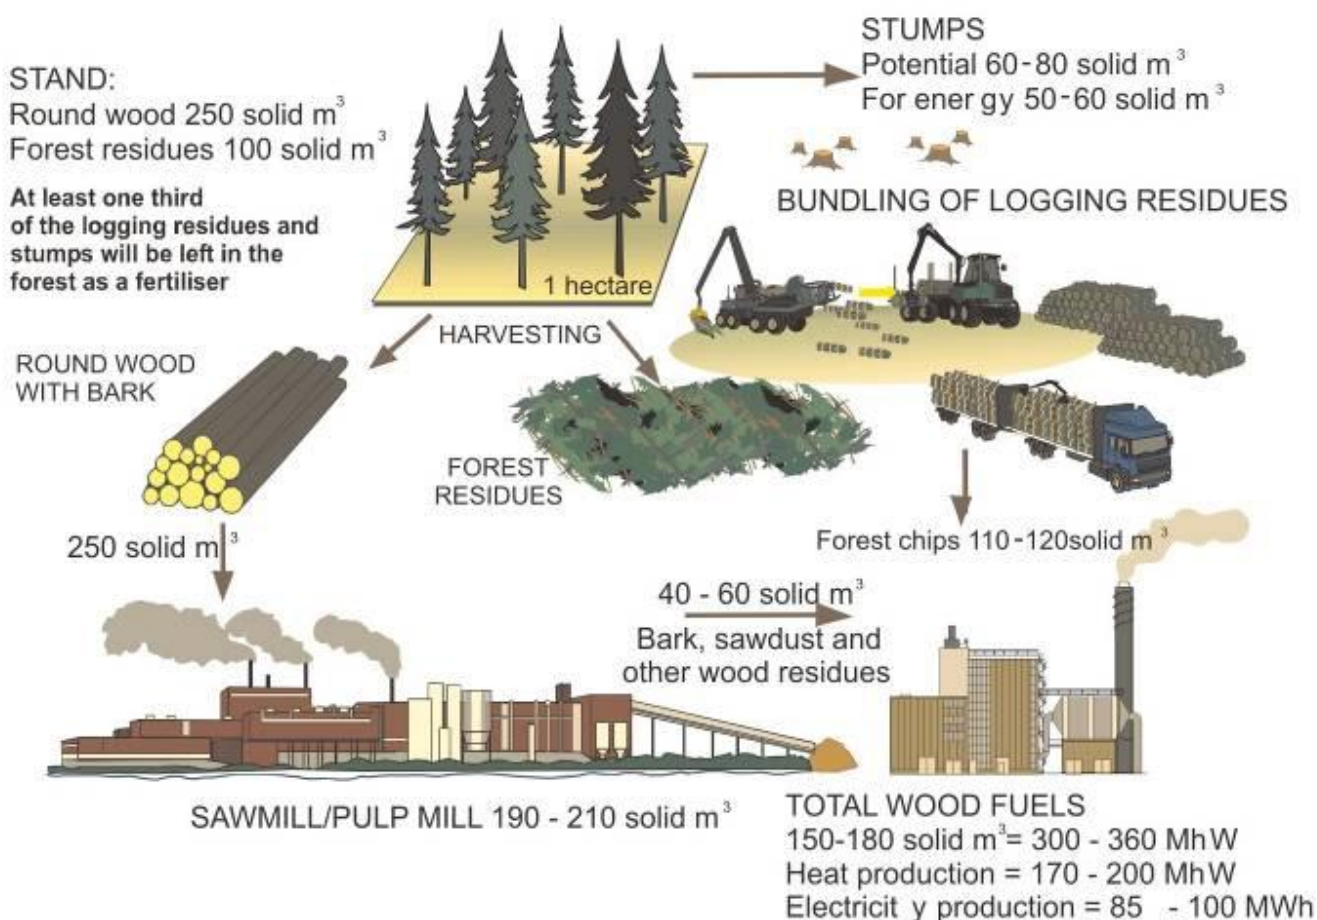 STAND:
Round wood 250 solid m³
Forest residues 100 solid m³
At least one third
of the logging residues and
stumps will be left in the
forest as a fertiliser
STUMPS
Potential 60-80 solid m³
For ener gy 50-60 solid m³
BUNDLING OF LOGGING RESIDUES
1 hectare
HARVESTING
ROUND WOOD
WITH BARK
FOREST
RESIDUES
250 solid m³
Forest chips 110-120solid m³
40 - 60 solid m³
Bark, sawdust and
other wood residues
SAWMILL/PULP MILL 190 - 210 solid m³
TOTAL WOOD FUELS
150-180 solid m³= 300 - 360 MhW
Heat production = 170 - 200 MhW
Electricit y production = 85 - 100 MWh